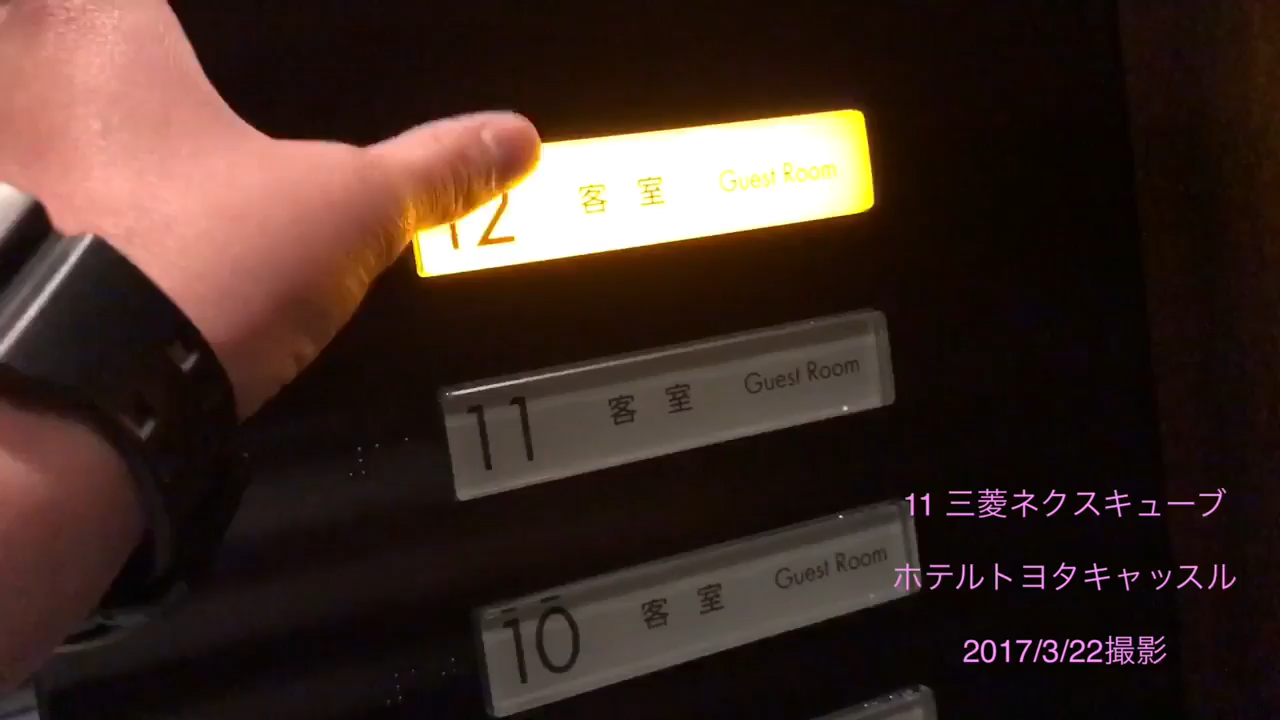 12 客 室 Guest Room
11 客 室 Guest Room
10 客 室 Guest Room
11 三菱ネクスキューブ
ホテルトヨタキャッスル
2017/3/22撮影